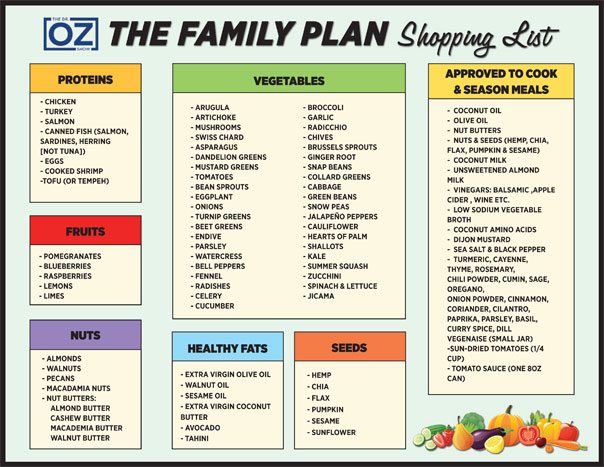 THE DR.
OZ
SHOW
THE FAMILY PLAN Shopping List
PROTEINS
- CHICKEN
- TURKEY
- SALMON
- CANNED FISH (SALMON,
SARDINES, HERRING
[NOT TUNA])
- EGGS
- COOKED SHRIMP
-TOFU (OR TEMPEH)
FRUITS
- POMEGRANATES
- BLUEBERRIES
- RASPBERRIES
- LEMONS
- LIMES
NUTS
- ALMONDS
- WALNUTS
- PECANS
- MACADAMIA NUTS
- NUT BUTTERS:
ALMOND BUTTER
CASHEW BUTTER
MACADEMIA BUTTER
WALNUT BUTTER
VEGETABLES
- ARUGULA
- ARTICHOKE
- MUSHROOMS
- SWISS CHARD
- ASPARAGUS
- DANDELION GREENS
- MUSTARD GREENS
- TOMATOES
- BEAN SPROUTS
- EGGPLANT
- ONIONS
- TURNIP GREENS
- BEET GREENS
- ENDIVE
- PARSLEY
- WATERCRESS
- BELL PEPPERS
- FENNEL
- RADISHES
- CELERY
- CUCUMBER
- BROCCOLI
- GARLIC
- RADICCHIO
- CHIVES
- BRUSSELS SPROUTS
- GINGER ROOT
- SNAP BEANS
- COLLARD GREENS
- CABBAGE
- GREEN BEANS
- SNOW PEAS
- JALAPEÑO PEPPERS
- CAULIFLOWER
- HEARTS OF PALM
- SHALLOTS
- KALE
- SUMMER SQUASH
- ZUCCHINI
- SPINACH & LETTUCE
- JICAMA
HEALTHY FATS
- EXTRA VIRGIN OLIVE OIL
- WALNUT OIL
- SESAME OIL
- EXTRA VIRGIN COCONUT
BUTTER
- AVOCADO
- TAHINI
SEEDS
- HEMP
- CHIA
- FLAX
- PUMPKIN
- SESAME
- SUNFLOWER
APPROVED TO COOK
& SEASON MEALS
- COCONUT OIL
- OLIVE OIL
- NUT BUTTERS
- NUTS & SEEDS (HEMP, CHIA,
FLAX, PUMPKIN & SESAME)
- COCONUT MILK
- UNSWEETENED ALMOND
MILK
- VINEGARS: BALSAMIC ,APPLE
CIDER , WINE ETC.
- LOW SODIUM VEGETABLE
BROTH
- COCONUT AMINO ACIDS
- DIJON MUSTARD
- SEA SALT & BLACK PEPPER
- TURMERIC, CAYENNE,
THYME, ROSEMARY,
CHILI POWDER, CUMIN, SAGE,
OREGANO,
ONION POWDER, CINNAMON,
CORIANDER, CILANTRO,
PAPRIKA, PARSLEY, BASIL,
CURRY SPICE, DILL
VEGENAISE (SMALL JAR)
-SUN-DRIED TOMATOES (1/4
CUP)
- TOMATO SAUCE (ONE 8OZ
CAN)